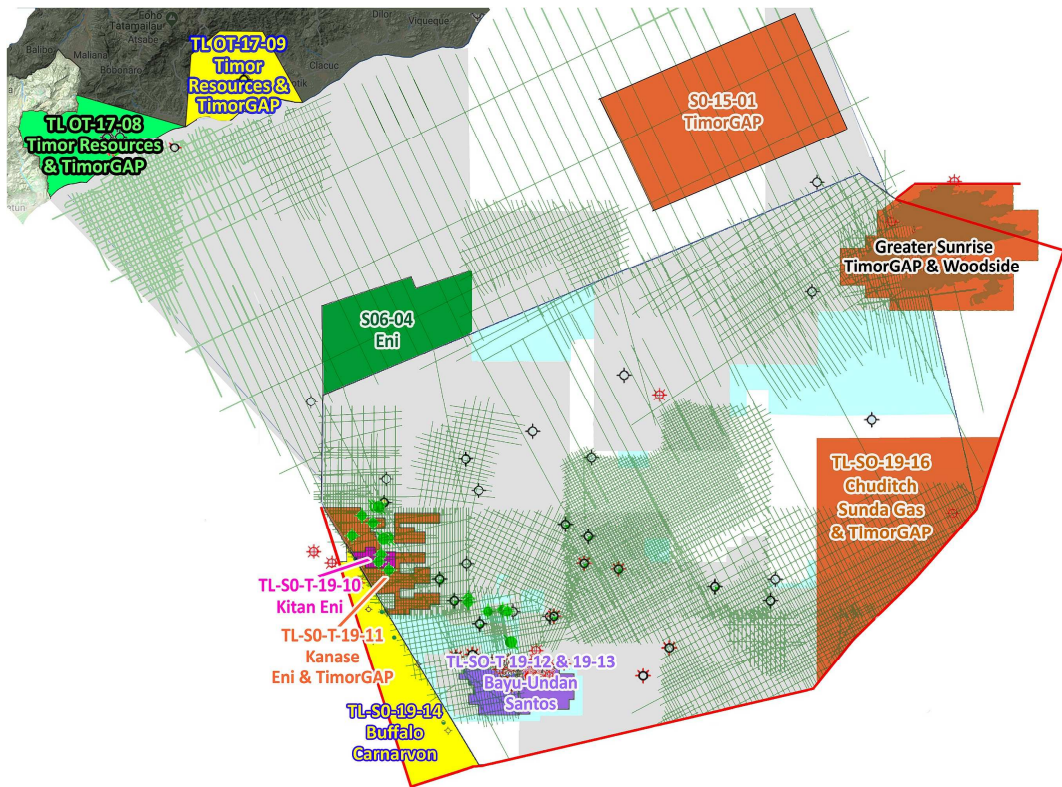 Foho
Tatamailau
Dilor
Viqueque
Atsabe
Balibo
Maliana
Bobonaro
Clacuc
TL OT-17-09
Timor
Resources &
TimorGAP
TL OT-17-08
Timor Resources
& TimorGAP
S0-15-01
TimorGAP
Greater Sunrise
TimorGAP & Woodside
S06-04
Eni
TL-SO-19-16
Chuditch
Sunda Gas
& TimorGAP
TL-S0-T-19-10
Kitan Eni
TL-S0-T-19-11
Kanase
Eni & TimorGAP
TL-SO-T 19-12 & 19-13
Bayu-Undan
Santos
TL-S0-19-14
Buffalo
Carnarvon